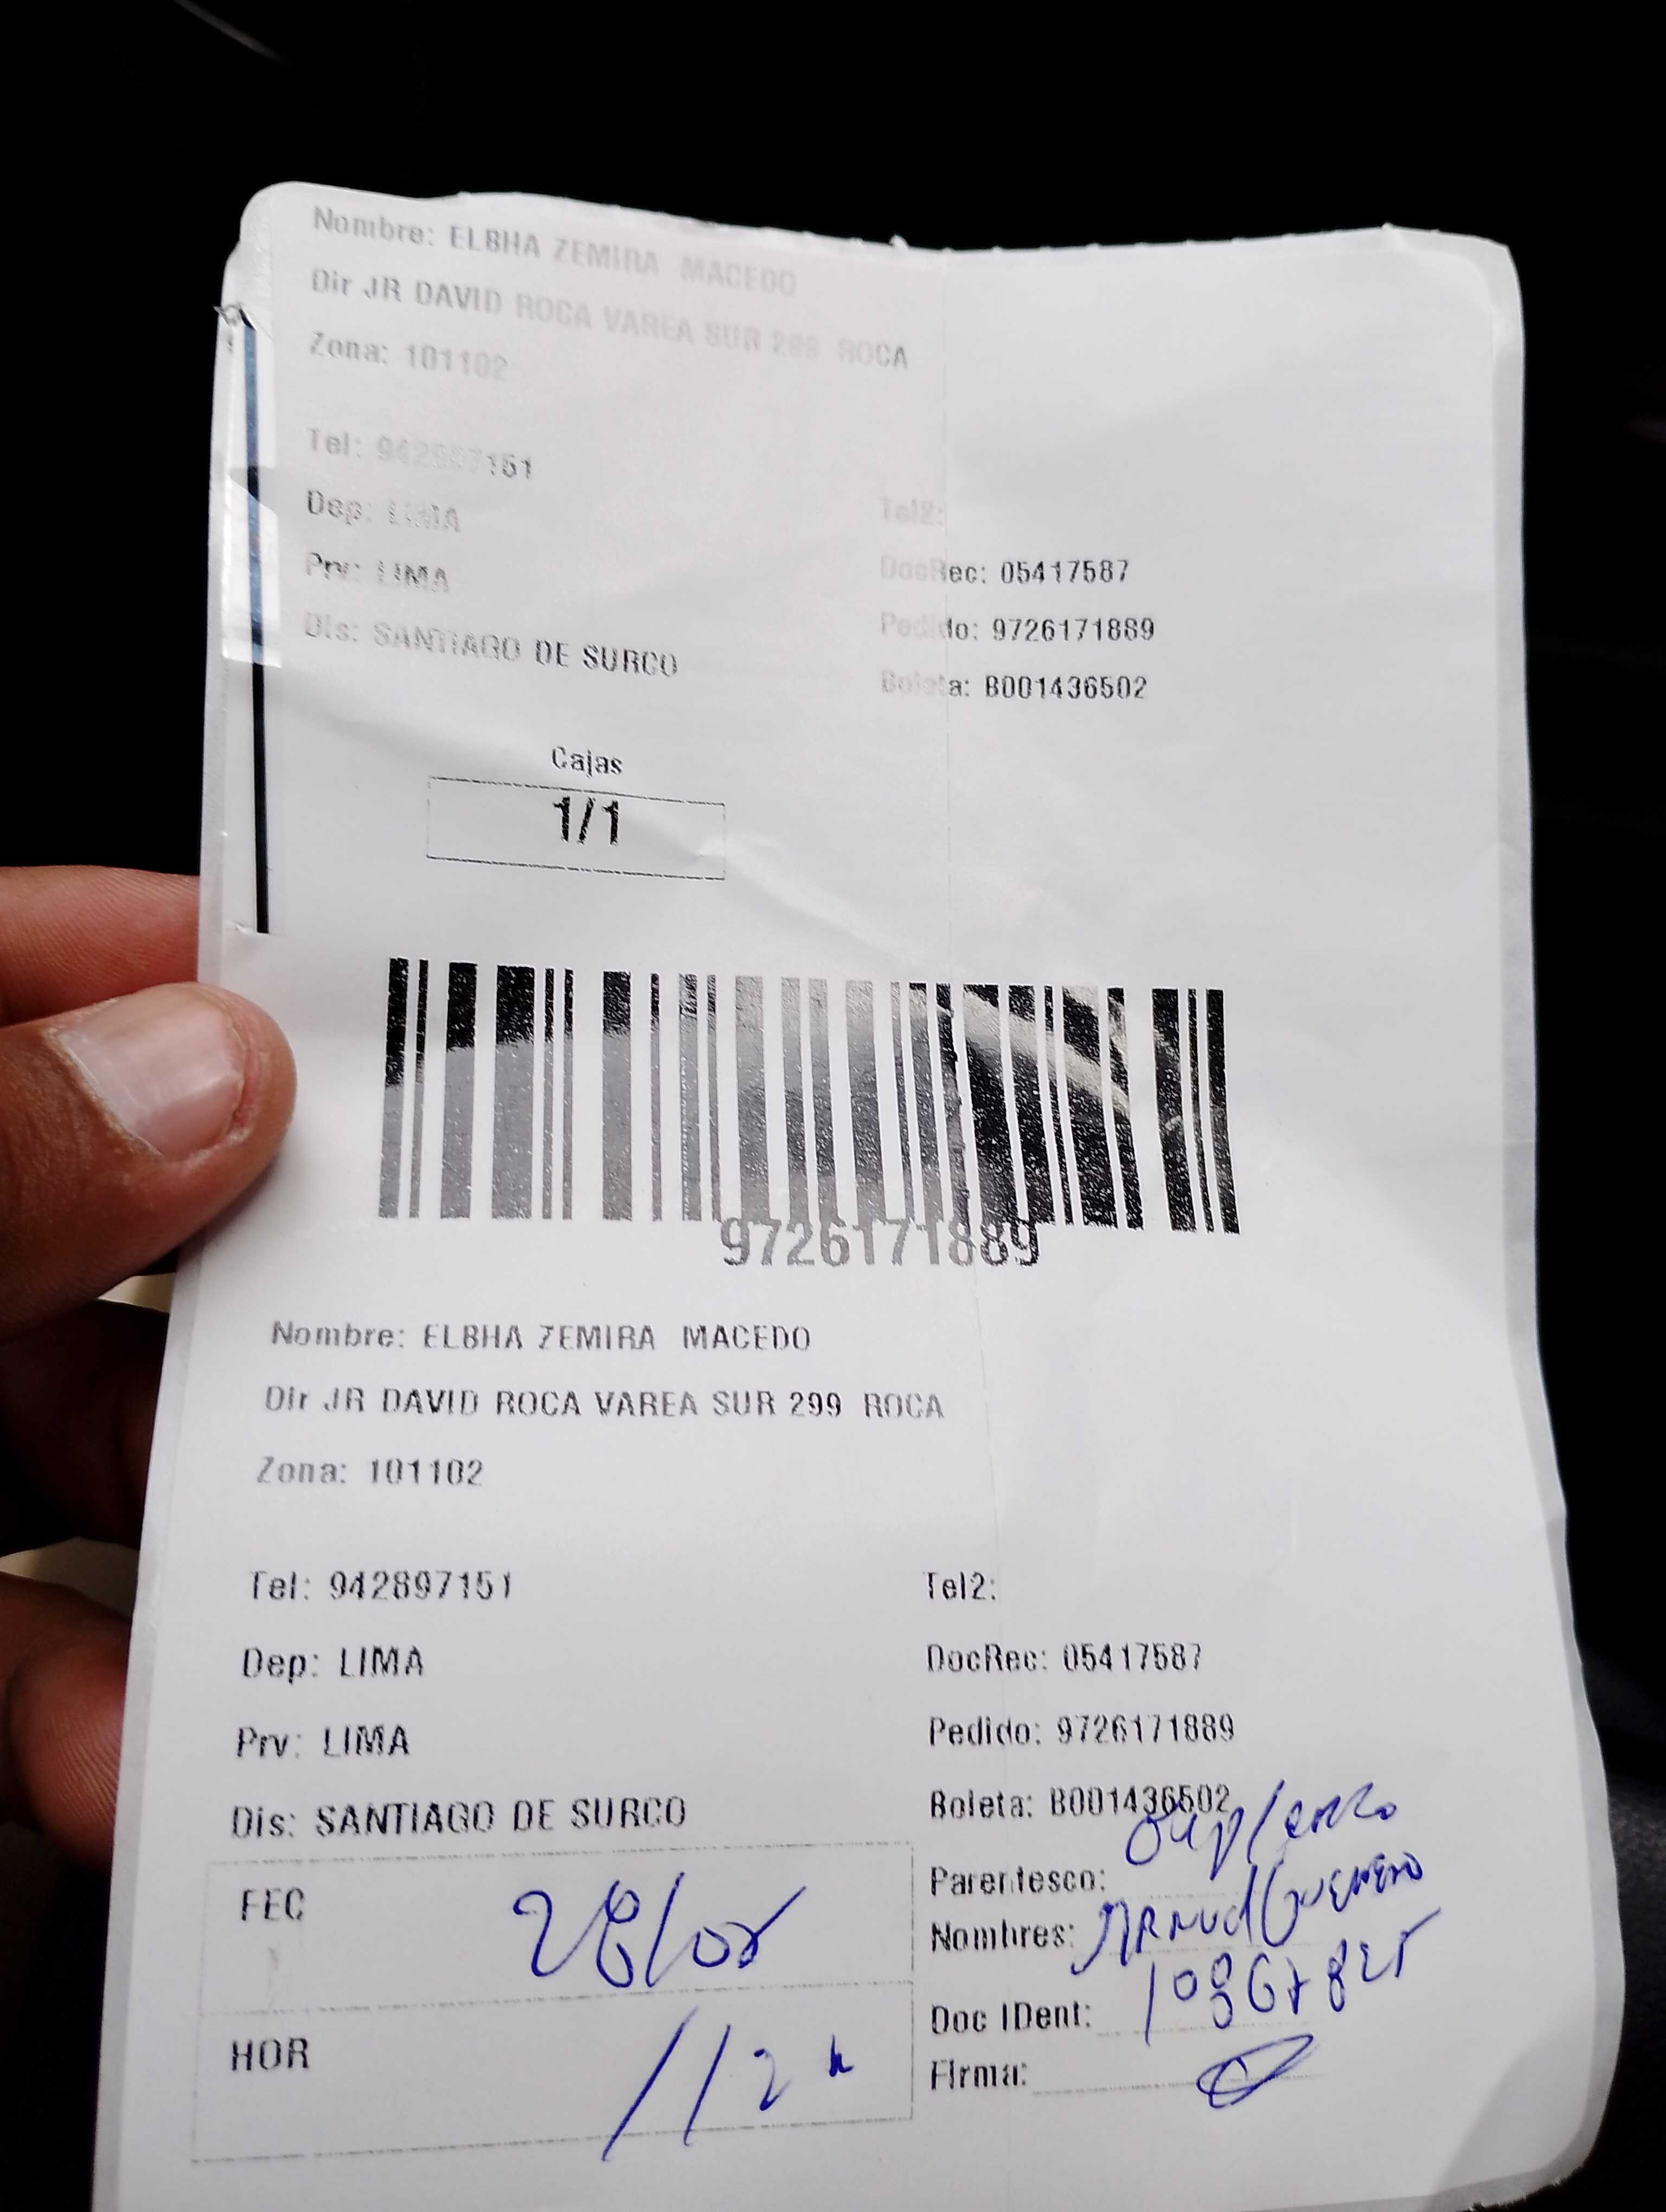 Nombre: ELBHA ZEMIRA MACEDO
Dir JR DAVID ROCA VAREA SUR 299 ROCA
Zona: 101102
Tel: 942897151
Dep: LIMA
Tel2:
Prv: LIMA
DocRec: 05417587
Dis: SANTIAGO DE SURCO
Pedido: 9726171889
Boleta: B001436502
Cajas
1/1
9726171889
Nombre: ELBHA ZEMIRA MACEDO
Dir JR DAVID ROCA VAREA SUR 299 ROCA
Zona: 101102
Tel: 942897151
Tel2:
Dep: LIMA
DocRec: 05417587
Prv: LIMA
Pedido: 9726171889
Dis: SANTIAGO DE SURCO
Boleta: B001436502
Parentesco:
FEC 28/05
Nombres:
Doc IDent:
HOR
Firma: